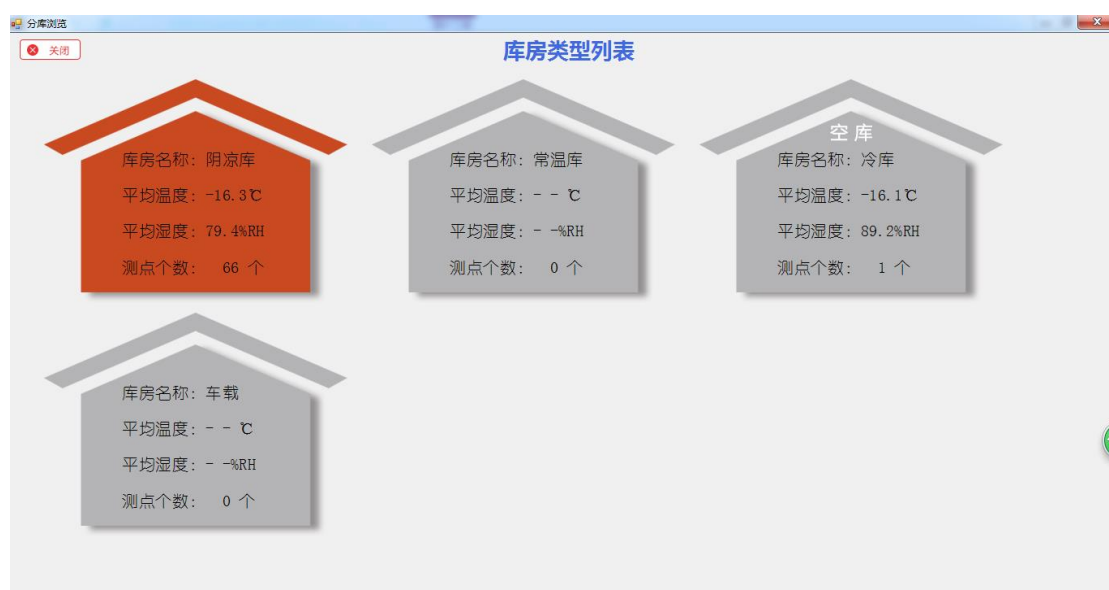 分库浏览
关闭
库房类型列表
库房名称: 阴凉库
平均温度: -16.3℃
平均湿度: 79.4%RH
测点个数: 66 个
库房名称: 常温库
平均温度: - - ℃
平均湿度: - -%RH
测点个数: 0 个
空库
库房名称: 冷库
平均温度: -16.1℃
平均湿度: 89.2%RH
测点个数: 1 个
库房名称: 车载
平均温度: - - ℃
平均湿度: - -%RH
测点个数: 0 个